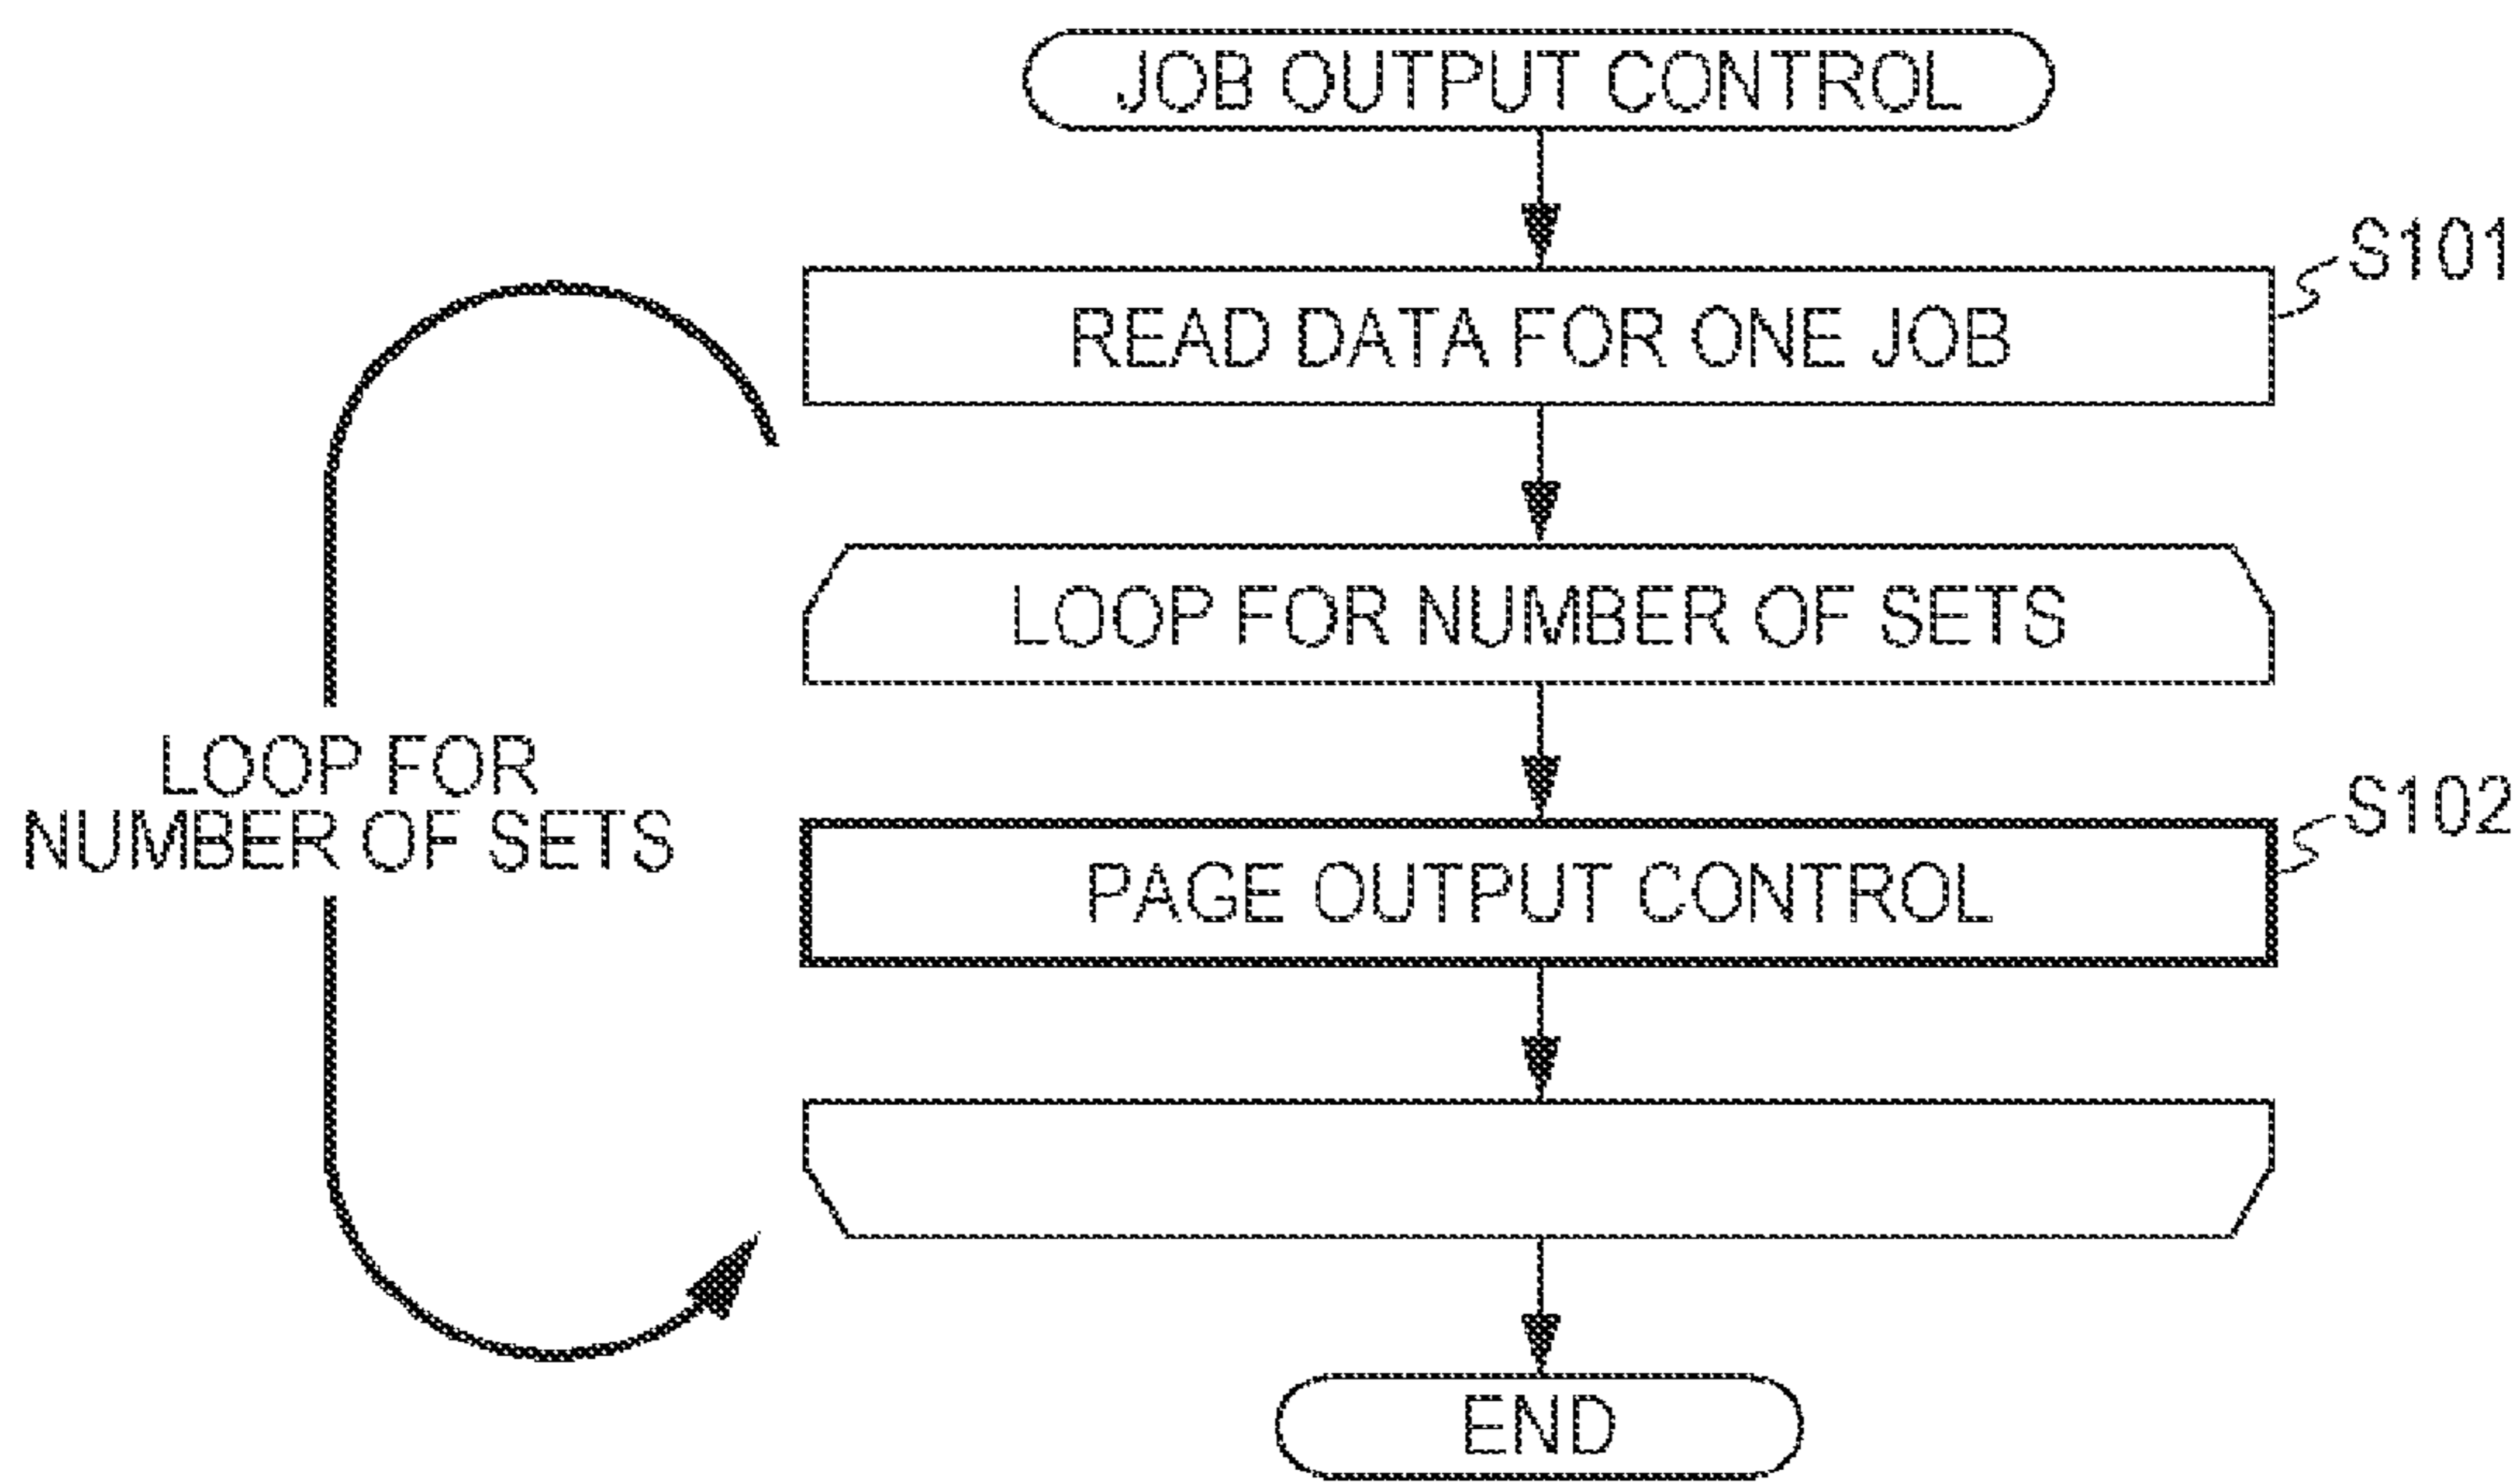 JOB OUTPUT CONTROL
S101
READ DATA FOR ONE JOB
LOOP FOR NUMBER OF SETS
LOOP FOR
NUMBER OF SETS
S102
PAGE OUTPUT CONTROL
END